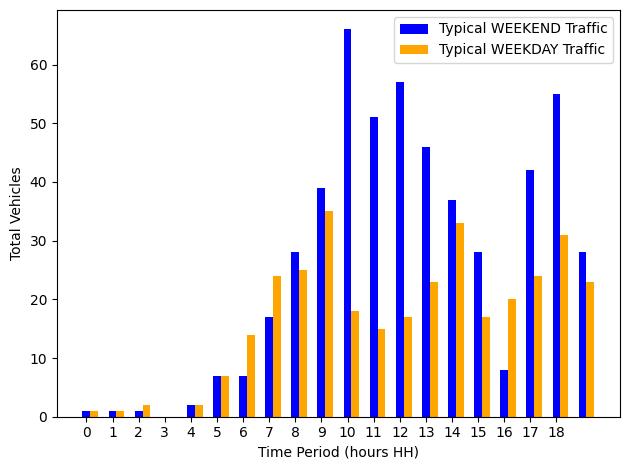 Typical WEEKEND Traffic
Typical WEEKDAY Traffic
Total Vehicles
60
50
40
30
20
10
0
0 1 2 3 4 5 6 7 8 9 10 11 12 13 14 15 16 17 18
Time Period (hours HH)